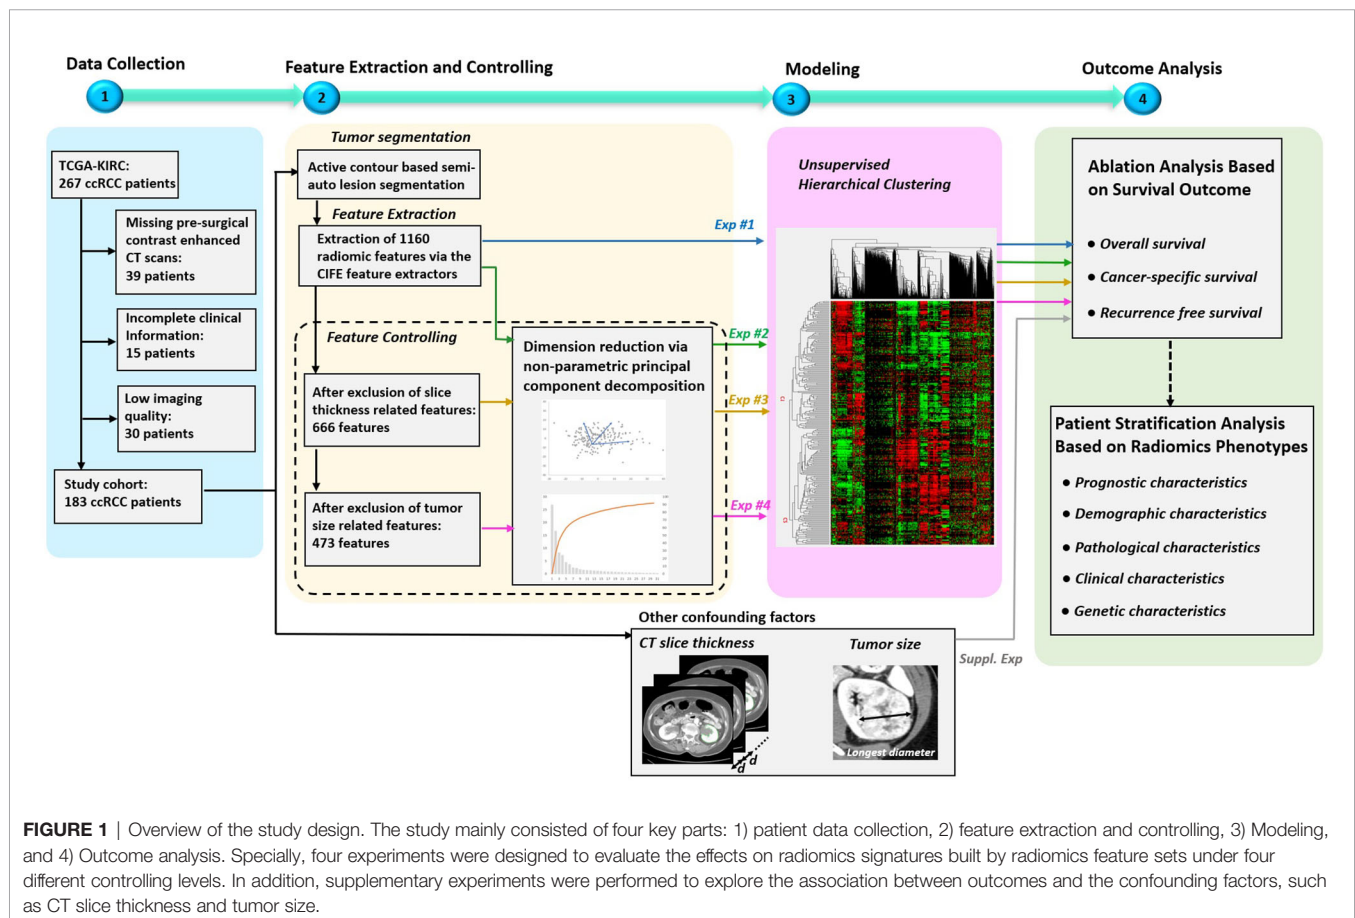 Data Collection
Feature Extraction and Controlling
Modeling
Outcome Analysis
1
2
3
4
TCGA-KIRC:
267 ccRCC patients
Missing pre-surgical
contrast enhanced
CT scans:
39 patients
Incomplete clinical
Information:
15 patients
Low imaging
quality:
30 patients
Study cohort:
183 ccRCC patients
Tumor segmentation
Active contour based semi-
auto lesion segmentation
Feature Extraction
Extraction of 1160
radiomic features via the
CIFE feature extractors
Feature Controlling
After exclusion of slice
thickness related features:
666 features
After exclusion of tumor
size related features:
473 features
Dimension reduction via
non-parametric principal
component decomposition
Exp #1
Exp #2
Exp #3
Exp #4
Unsupervised
Hierarchical Clustering
Ablation Analysis Based
on Survival Outcome
● Overall survival
● Cancer-specific survival
● Recurrence free survival
Patient Stratification Analysis
Based on Radiomics Phenotypes
● Prognostic characteristics
● Demographic characteristics
● Pathological characteristics
● Clinical characteristics
● Genetic characteristics
Other confounding factors
CT slice thickness
Tumor size
d
d
Longest diameter
Suppl. Exp
FIGURE 1 | Overview of the study design. The study mainly consisted of four key parts: 1) patient data collection, 2) feature extraction and controlling, 3) Modeling,
and 4) Outcome analysis. Specially, four experiments were designed to evaluate the effects on radiomics signatures built by radiomics feature sets under four
different controlling levels. In addition, supplementary experiments were performed to explore the association between outcomes and the confounding factors, such
as CT slice thickness and tumor size.